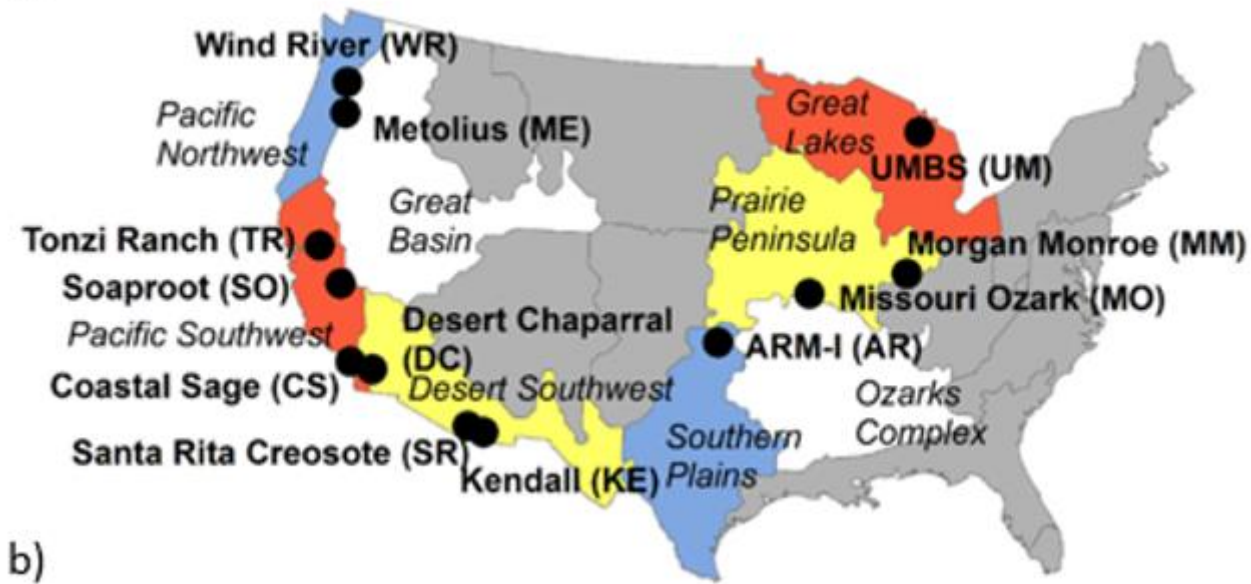 Wind River (WR)
Pacific
Northwest
Metolius (ME)
Great
Lakes
UMBS (UM)
Great
Basin
Prairie
Peninsula
Tonzi Ranch (TR)
Morgan Monroe (MM)
Soaproot (SO)
Missouri Ozark (MO)
Pacific Southwest
Desert Chaparral
(DC)
ARM-I (AR)
Coastal Sage (CS)
Desert Southwest
Ozarks
Complex
Santa Rita Creosote (SR)
Southern
Plains
Kendall (KE)
b)